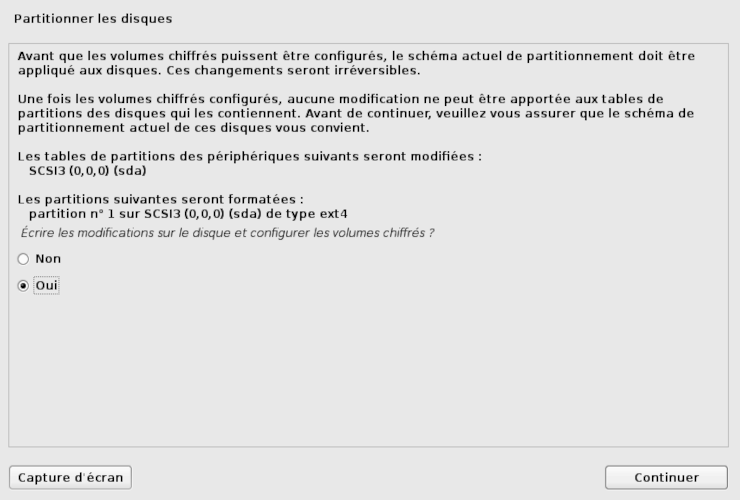 Partitionner les disques
Avant que les volumes chiffrés puissent être configurés, le schéma actuel de partitionnement doit être
appliqué aux disques. Ces changements seront irréversibles.
Une fois les volumes chiffrés configurés, aucune modification ne peut être apportée aux tables de
partitions des disques qui les contiennent. Avant de continuer, veuillez vous assurer que le schéma de
partitionnement actuel de ces disques vous convient.
Les tables de partitions des périphériques suivants seront modifiées :
SCSI3 (0,0,0) (sda)
Les partitions suivantes seront formatées :
partition n° 1 sur SCSI3 (0,0,0) (sda) de type ext4
Écrire les modifications sur le disque et configurer les volumes chiffrés ?
Non
Oui
Capture d'écran
Continuer